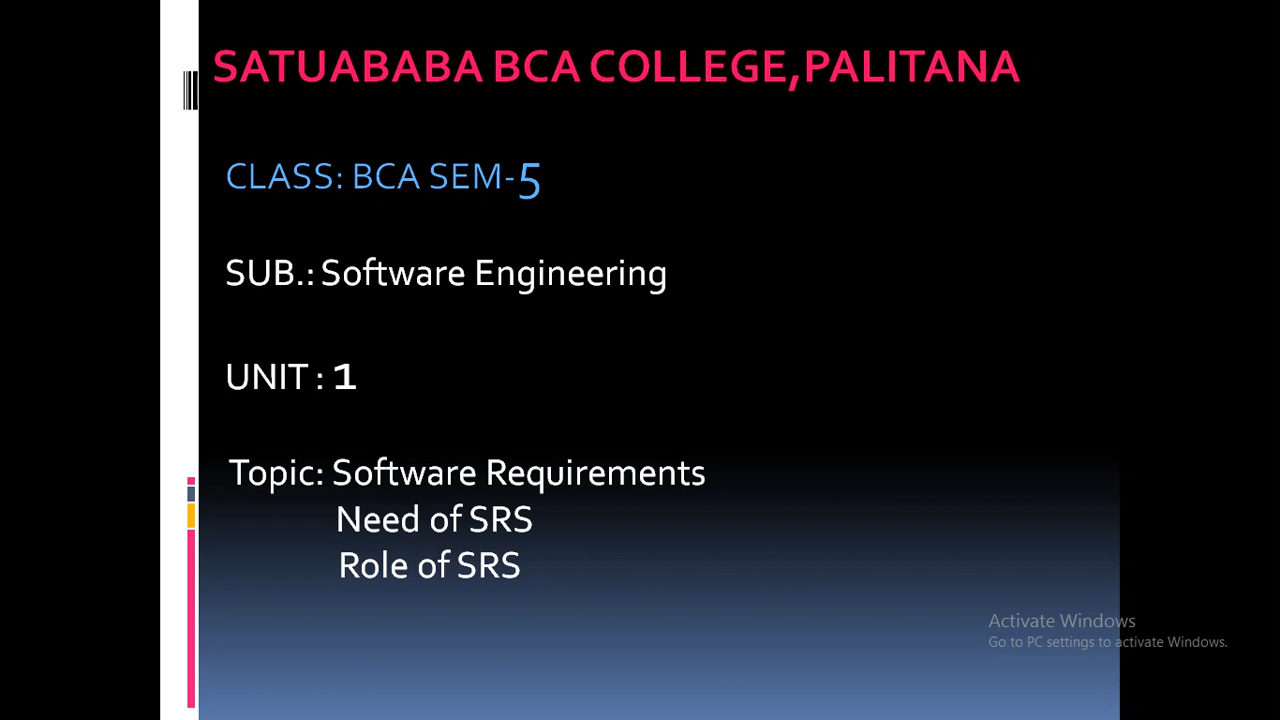 SATUABABA BCA COLLEGE,PALITANA
CLASS: BCA SEM-5
SUB.: Software Engineering
UNIT : 1
Topic: Software Requirements
Need of SRS
Role of SRS
Activate Windows
Go to PC settings to activate Windows.